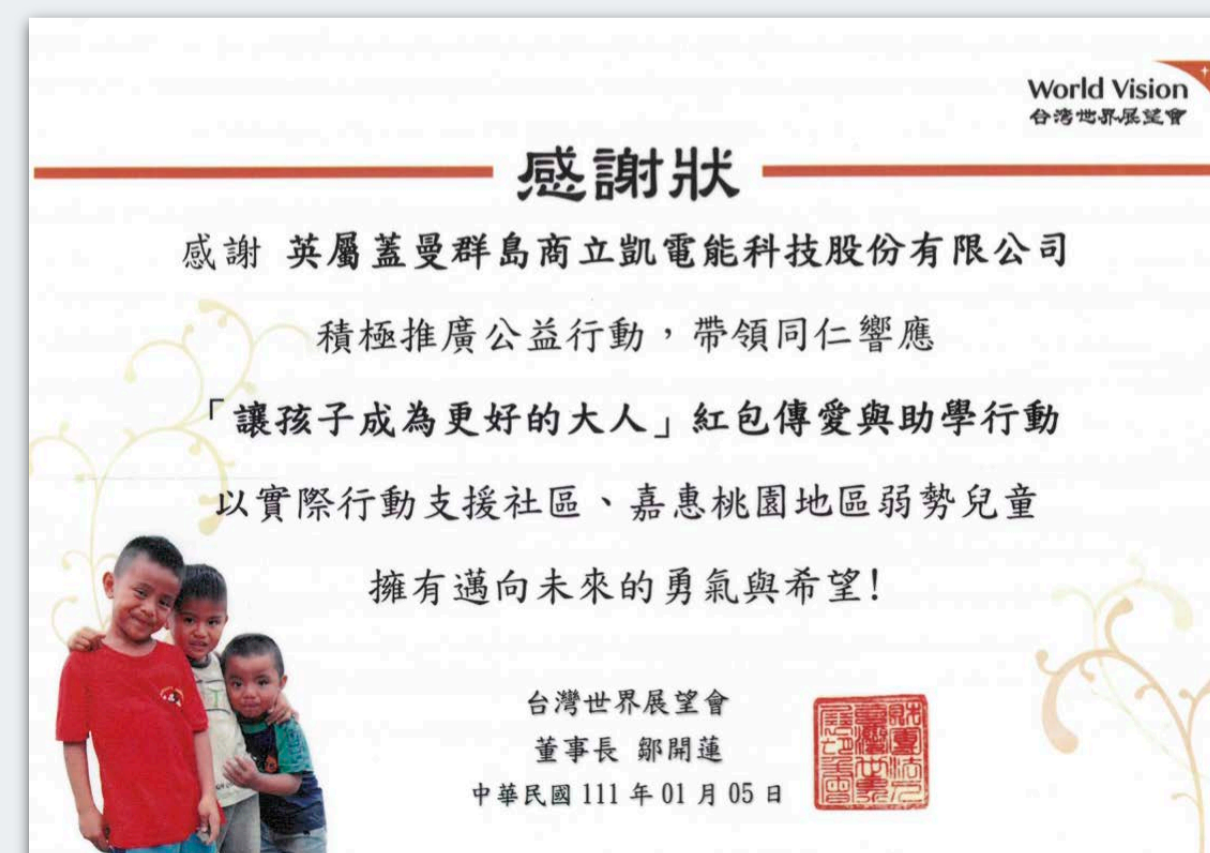 World Vision
台灣世界展望會
感謝狀
感謝 英屬蓋曼群島商立凱電能科技股份有限公司
積極推廣公益行動，帶領同仁響應
「讓孩子成為更好的大人」紅包傳愛與助學行動
以實際行動支援社區、嘉惠桃園地區弱勢兒童
擁有邁向未來的勇氣與希望!
台灣世界展望會
董事長 鄒開蓮
中華民國 111 年 01 月 05 日